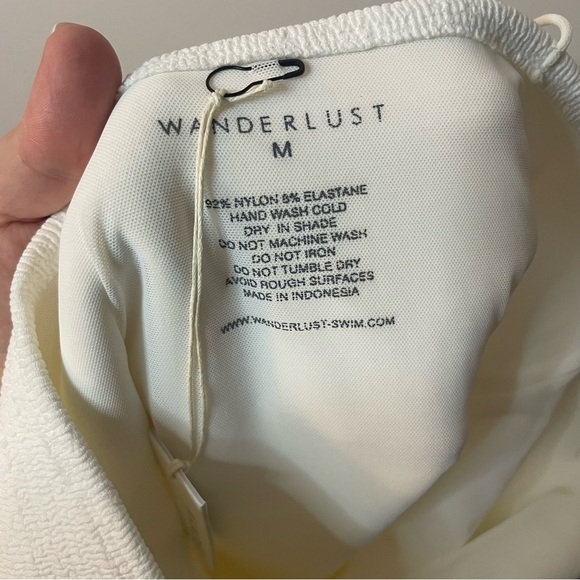 WANDERLUST
M
92% NYLON 8% ELASTANE
HAND WASH COLD
DRY IN SHADE
DO NOT MACHINE WASH
DO NOT IRON
DO NOT TUMBLE DRY
AVOID ROUGH SURFACES
MADE IN INDONESIA
WWW.WANDERLUST-SWIM.COM